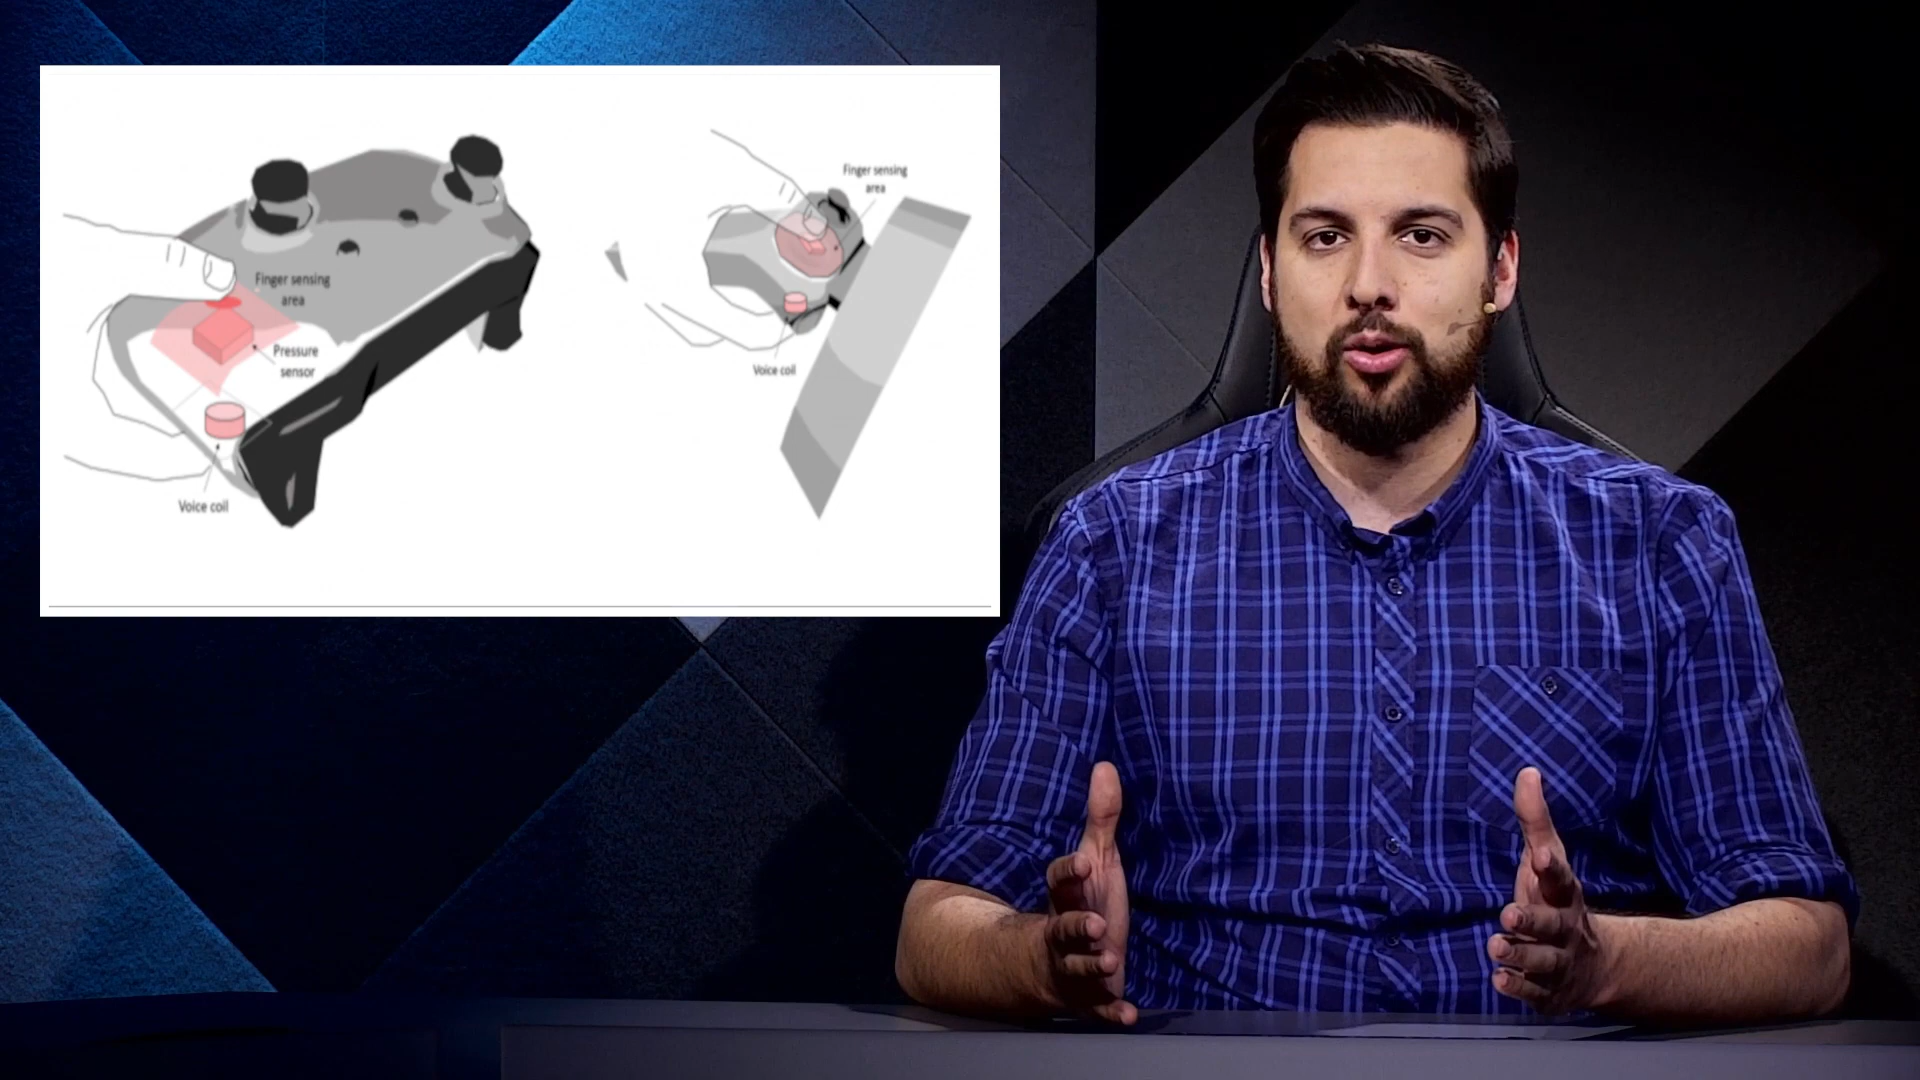 Finger sensing
area
Pressure
sensor
Voice coil
Finger sensing
area
Voice coil